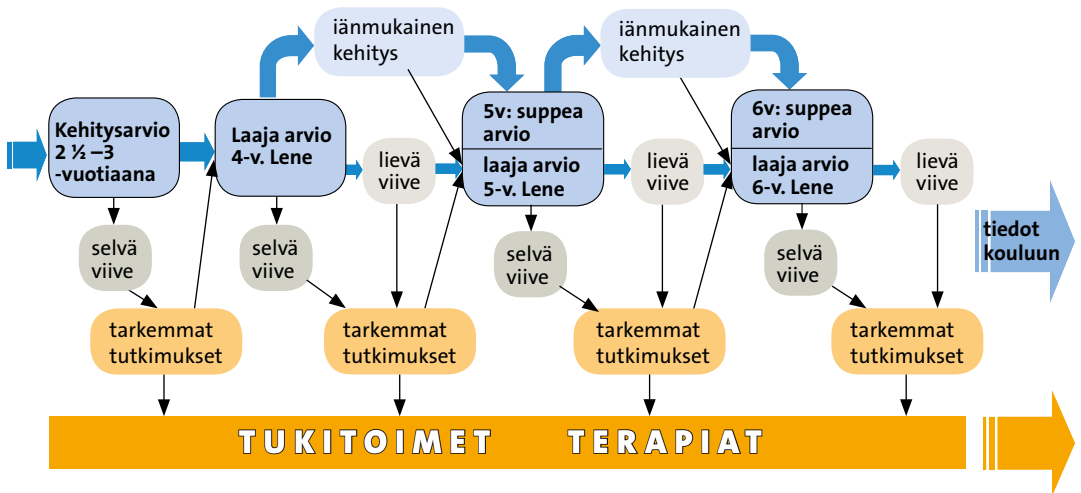 iänmukainen
kehitys
iänmukainen
kehitys
Kehitysarvio
2 ½ –3
-vuotiaana
Laaja arvio
4-v. Lene
lievä
viive
5v: suppea
arvio
laaja arvio
5-v. Lene
lievä
viive
6v: suppea
arvio
laaja arvio
6-v. Lene
lievä
viive
selvä
viive
selvä
viive
selvä
viive
selvä
viive
tiedot
kouluun
tarkemmat
tutkimukset
tarkemmat
tutkimukset
tarkemmat
tutkimukset
tarkemmat
tutkimukset
TUKITOIMET TERAPIAT